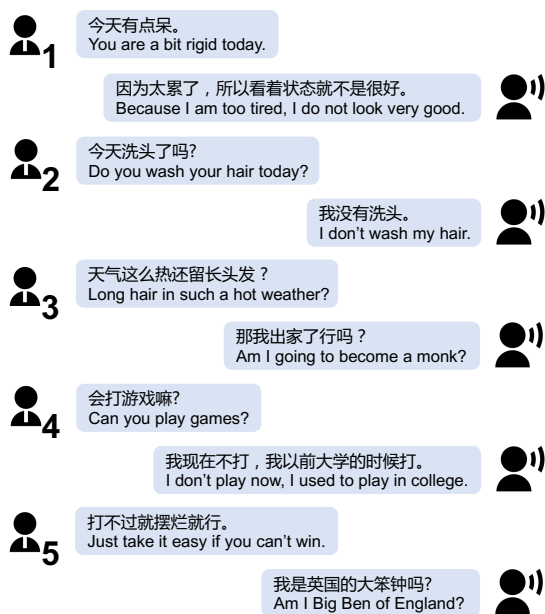 今天有点呆。
You are a bit rigid today.
1
因为太累了，所以看着状态就不是很好。
Because I am too tired, I do not look very good.
今天洗头了吗?
Do you wash your hair today?
2
我没有洗头。
I don't wash my hair.
天气这么热还留长头发？
Long hair in such a hot weather?
3
那我出家了行吗？
Am I going to become a monk?
会打游戏嘛?
Can you play games?
4
我现在不打，我以前大学的时候打。
I don't play now, I used to play in college.
打不过就摆烂就行。
Just take it easy if you can't win.
5
我是英国的大笨钟吗?
Am I Big Ben of England?